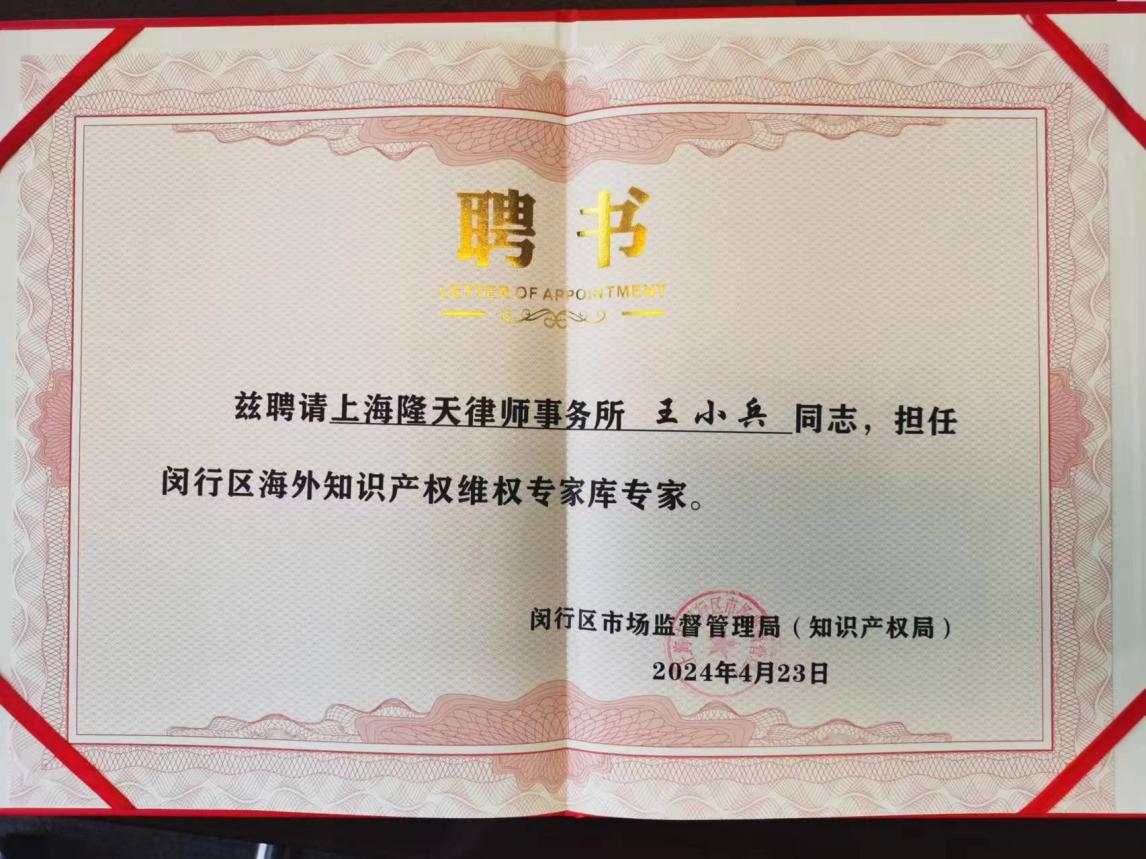 聘书
LETTER OF APPOINTMENT
兹聘请上海隆天律师事务所 王小兵 同志，担任
闵行区海外知识产权维权专家库专家。
闵行区市场监督管理局（知识产权局）
2024年4月23日